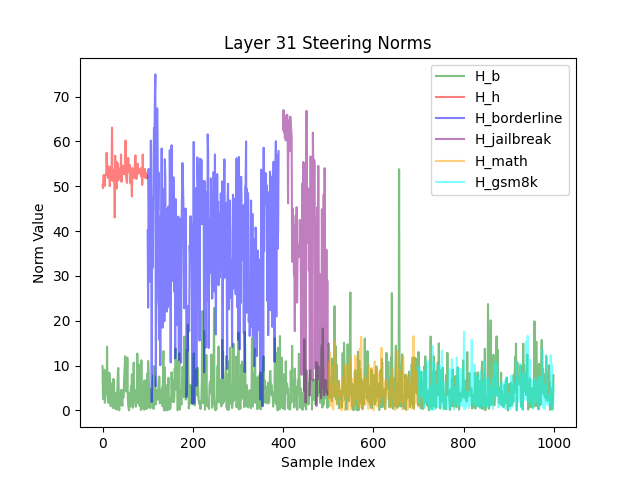 Layer 31 Steering Norms
Norm Value
70
60
50
40
30
20
10
0
0 200 400 600 800 1000
Sample Index
H_b
H_h
H_borderline
H_jailbreak
H_math
H_gsm8k